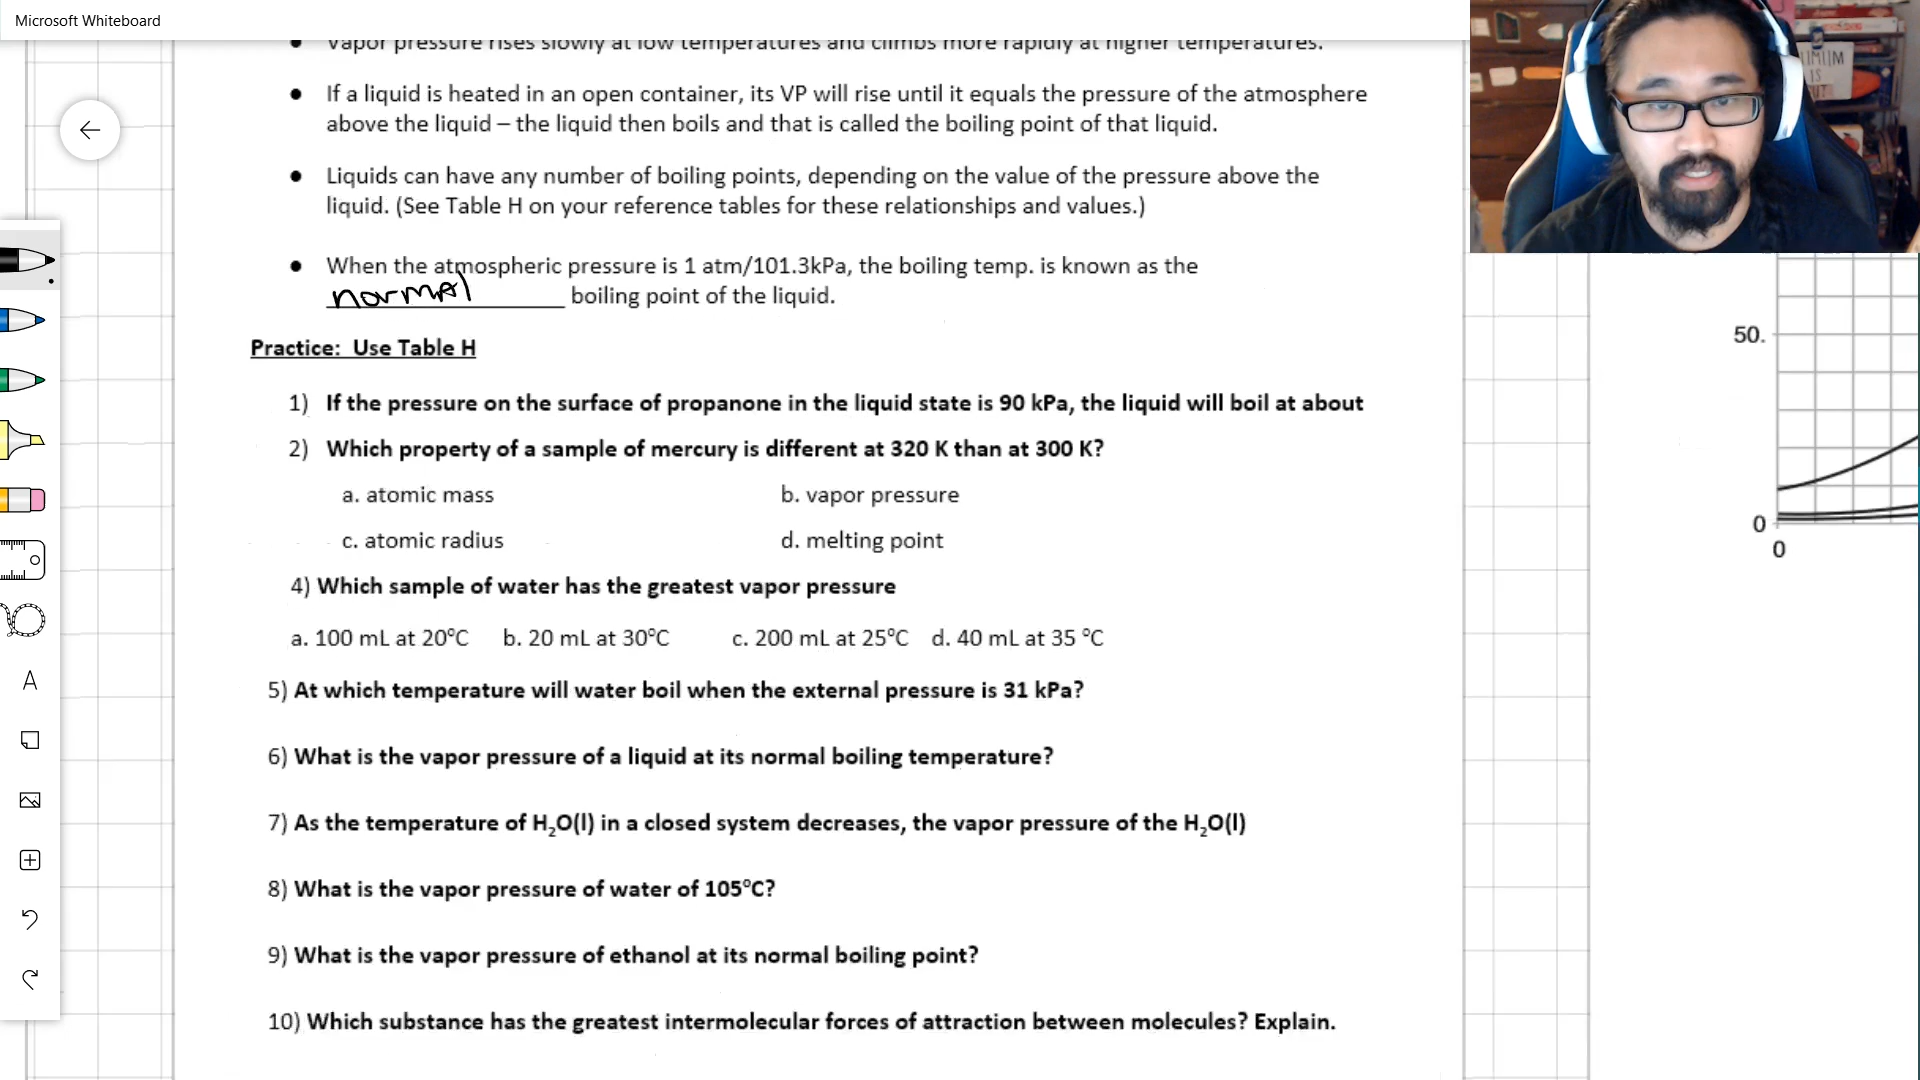 Microsoft Whiteboard
Vapor pressure rises slowly at low temperatures and climbs more rapidly at higher temperatures.
If a liquid is heated in an open container, its VP will rise until it equals the pressure of the atmosphere
above the liquid – the liquid then boils and that is called the boiling point of that liquid.
Liquids can have any number of boiling points, depending on the value of the pressure above the
liquid. (See Table H on your reference tables for these relationships and values.)
When the atmospheric pressure is 1 atm/101.3kPa, the boiling temp. is known as the
normal boiling point of the liquid.
Practice: Use Table H
1) If the pressure on the surface of propanone in the liquid state is 90 kPa, the liquid will boil at about
2) Which property of a sample of mercury is different at 320 K than at 300 K?
a. atomic mass b. vapor pressure
c. atomic radius d. melting point
4) Which sample of water has the greatest vapor pressure
a. 100 mL at 20°C b. 20 mL at 30°C c. 200 mL at 25°C d. 40 mL at 35 °C
5) At which temperature will water boil when the external pressure is 31 kPa?
6) What is the vapor pressure of a liquid at its normal boiling temperature?
7) As the temperature of H₂O(l) in a closed system decreases, the vapor pressure of the H₂O(l)
8) What is the vapor pressure of water of 105°C?
9) What is the vapor pressure of ethanol at its normal boiling point?
10) Which substance has the greatest intermolecular forces of attraction between molecules? Explain.
50.
0
0
A
IS